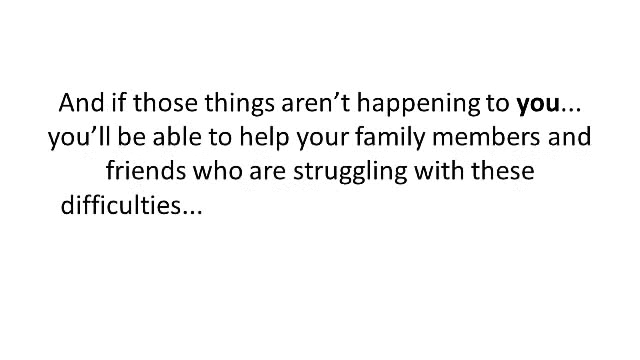 And if those things aren’t happening to you...
you’ll be able to help your family members and
friends who are struggling with these
difficulties...